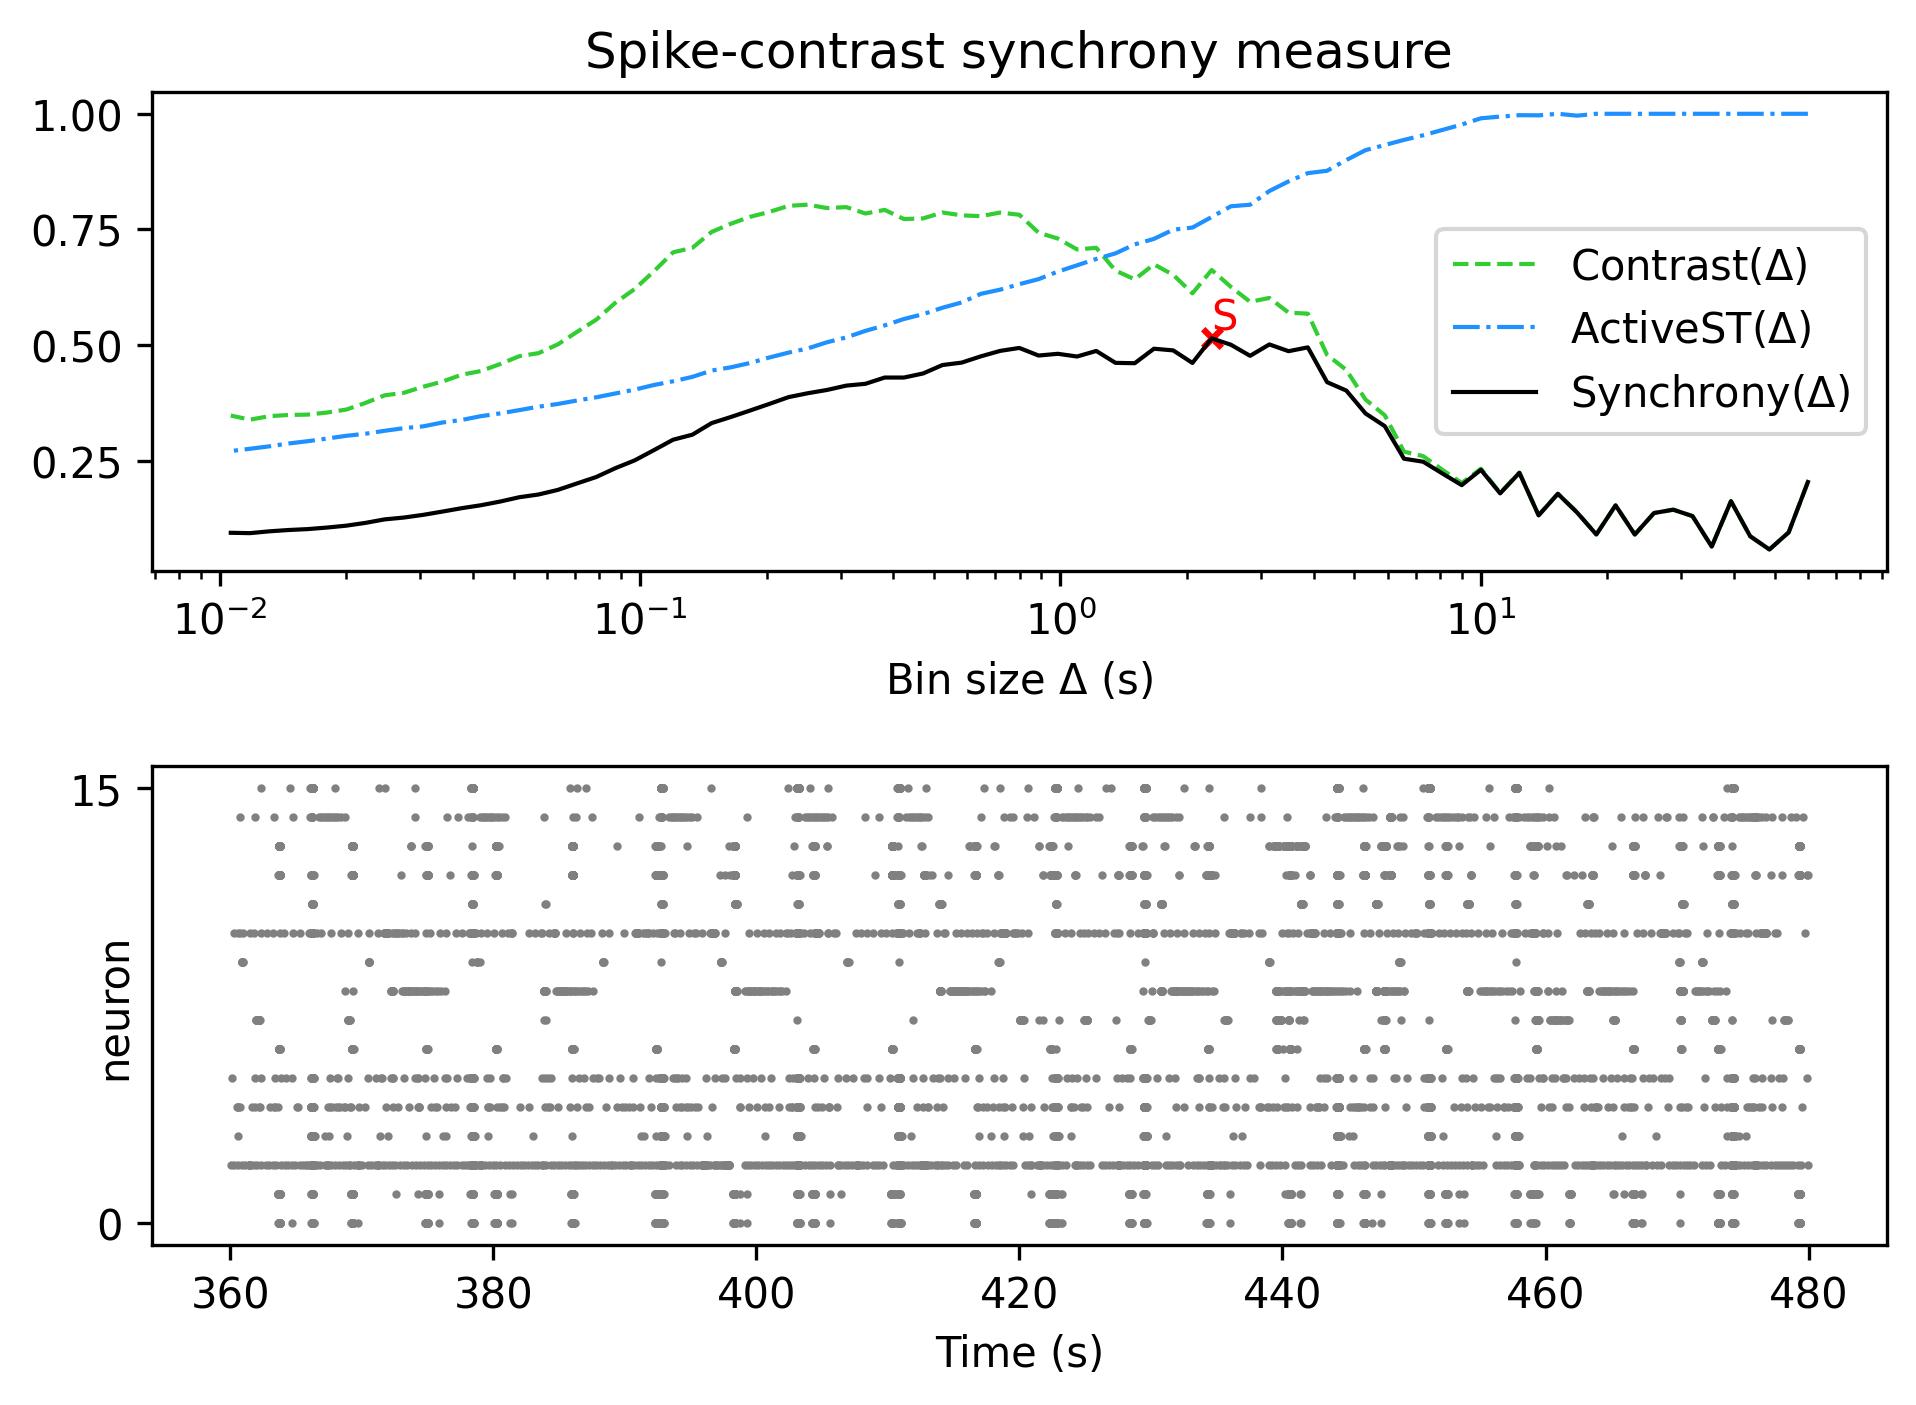 Spike-contrast synchrony measure
1.00
0.75
0.50
0.25
S
Contrast(Δ)
ActiveST(Δ)
Synchrony(Δ)
10⁻² 10⁻¹ 10⁰ 10¹
Bin size Δ (s)
15
neuron
0
360 380 400 420 440 460 480
Time (s)